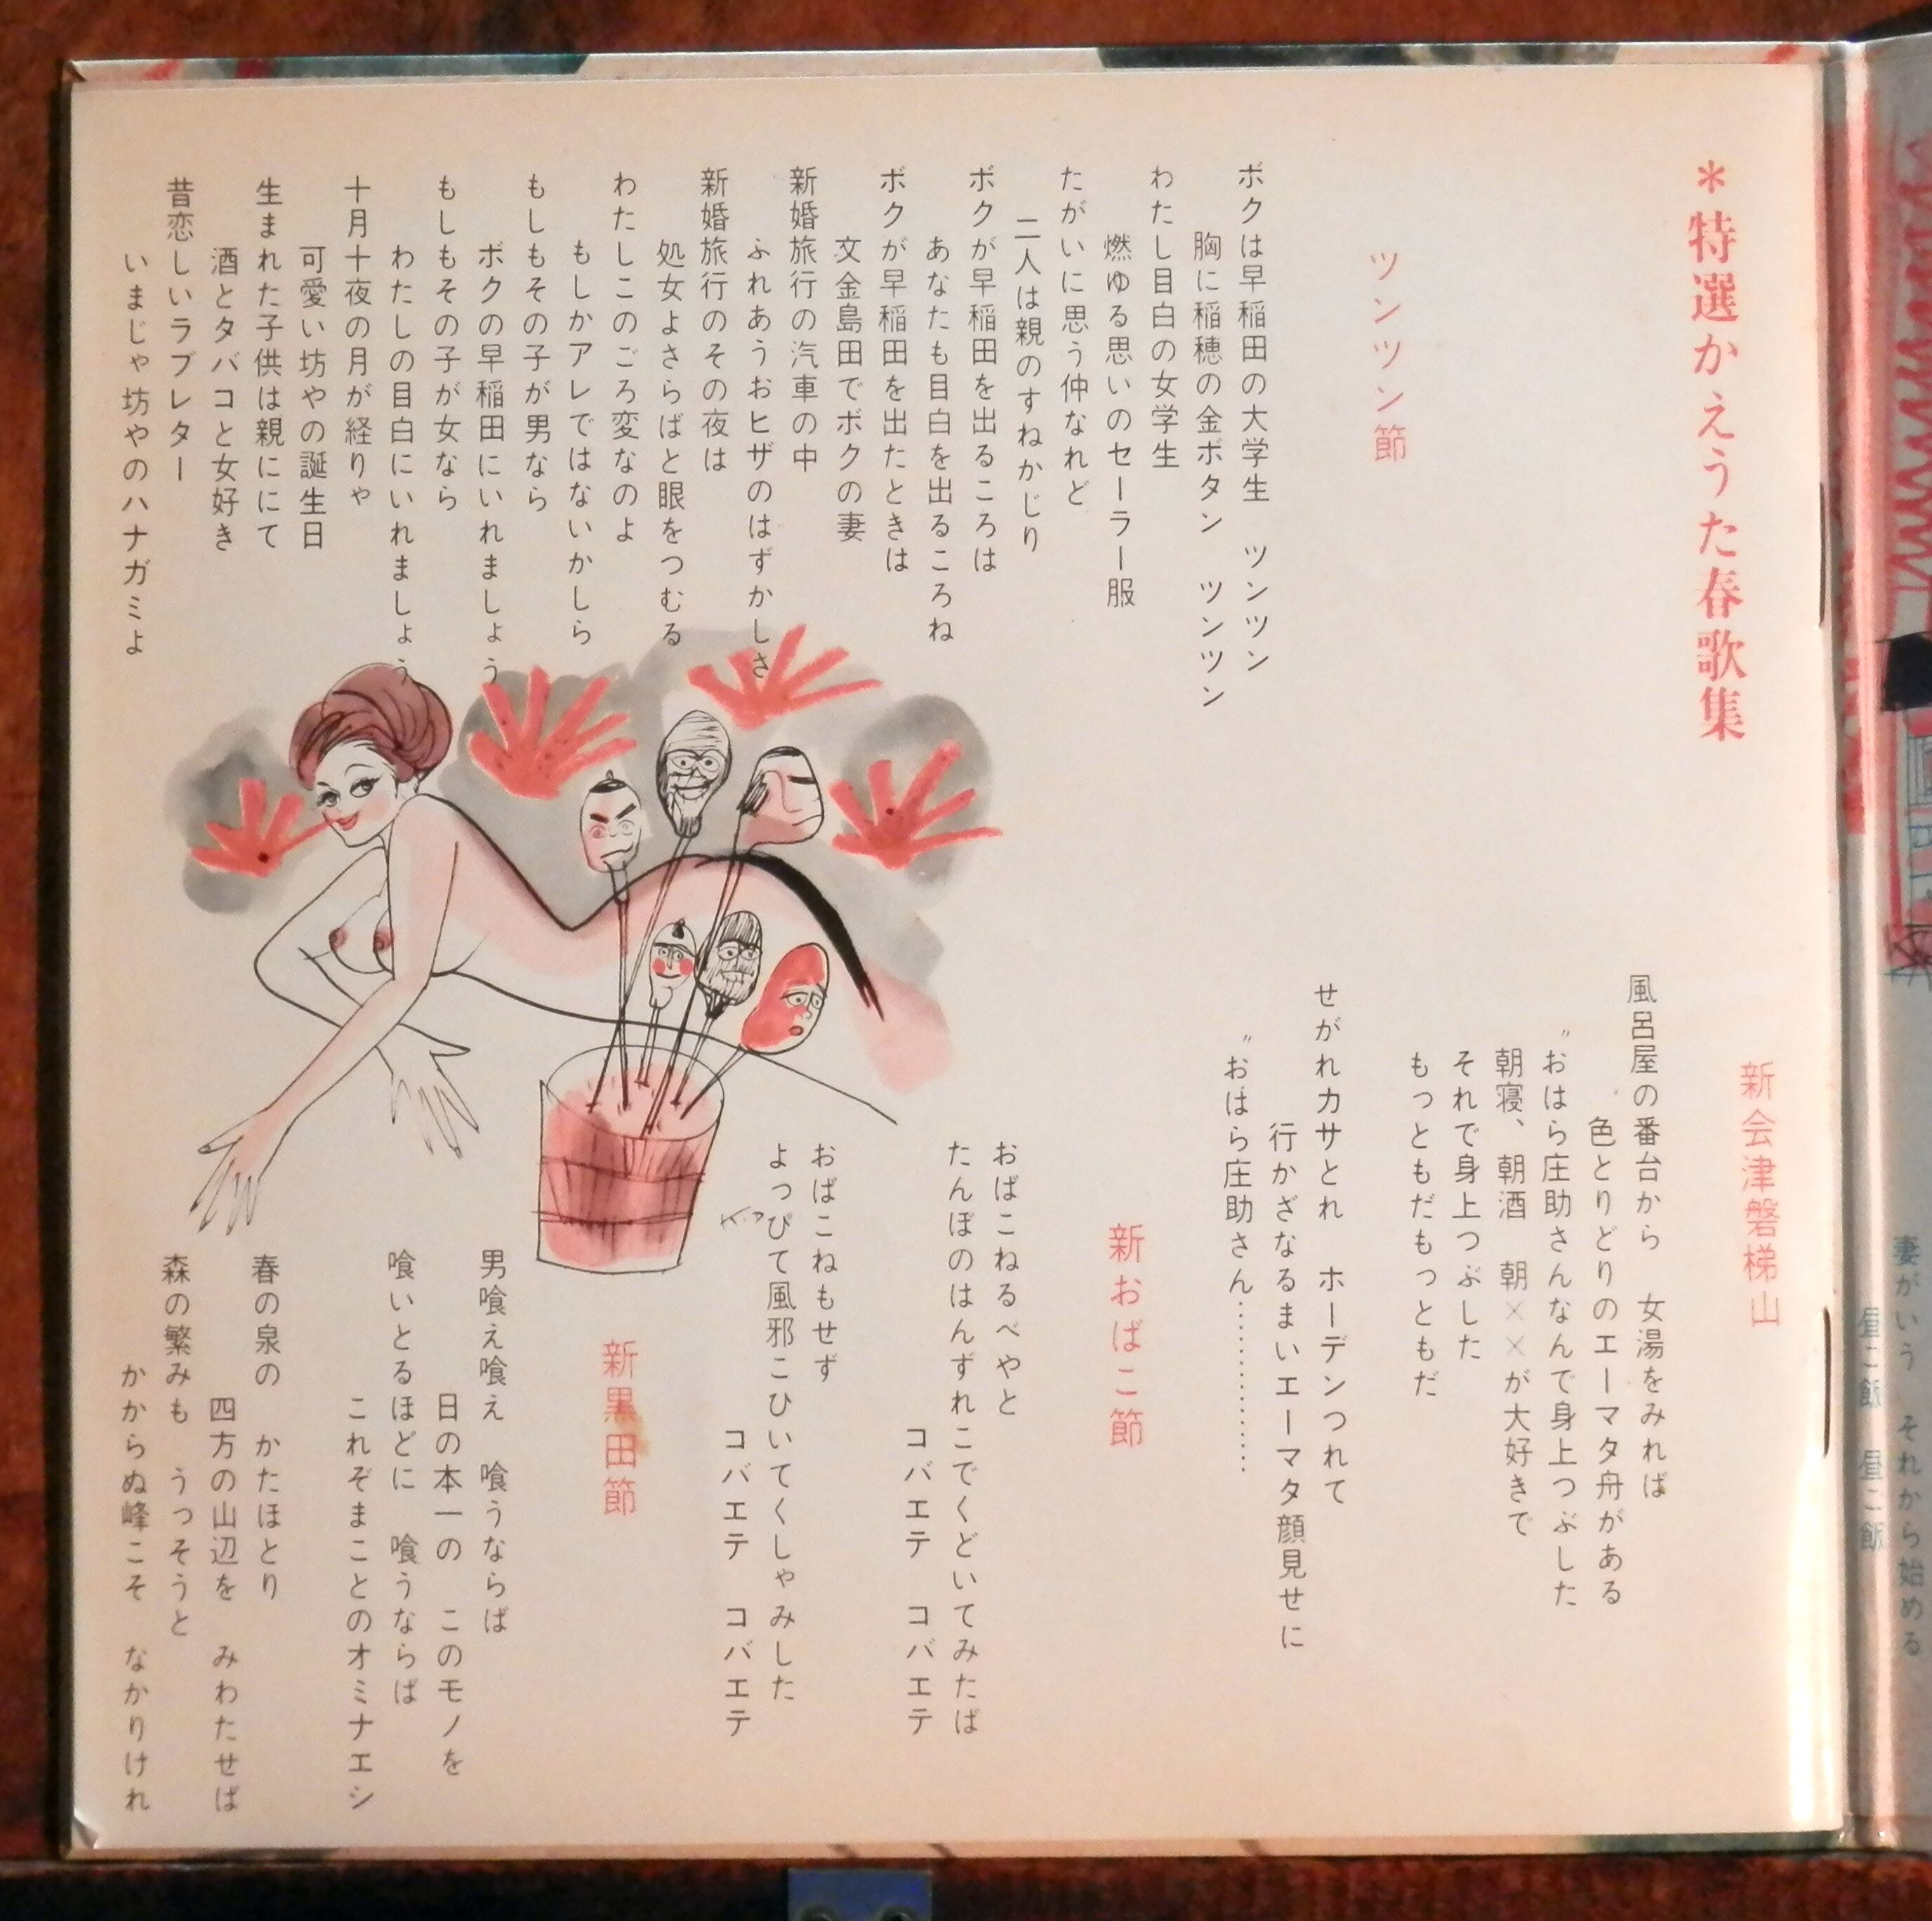 ＊特選かえうた春歌集
ツンツン節
ボクは早稲田の大学生　ツンツン
胸に稲穂の金ボタン　ツンツン
わたし目白の女学生
燃ゆる思いのセーラー服
たがいに思う仲なれど
二人は親のすねかじり
ボクが早稲田を出るころは
あなたも目白を出るころね
ボクが早稲田を出たときは
文金島田でボクの妻
新婚旅行の汽車の中
ふれあうおヒザのはずかしさ
新婚旅行のその夜は
処女よさらばと眼をつむる
わたしこのごろ変なのよ
もしかアレではないかしら
もしもその子が男なら
ボクの早稲田にいれましょう
もしもその子が女なら
わたしの目白にいれましょう
十月十夜の月が経りゃ
可愛い坊やの誕生日
生まれた子供は親ににて
酒とタバコと女好き
昔恋しいラブレター
いまじゃ坊やのハナガミよ
新会津磐梯山
風呂屋の番台から　女湯をみれば
色とりどりのエーマタ舟がある
〃おはら庄助さんなんで身上つぶした
朝寝、朝酒　朝××が大好きで
それで身上つぶした
もっともだもっともだ
せがれカサとれ　ホーデンつれて
行かざなるまいエーマタ顔見せに
〃おはら庄助さん……………
新おばこ節
おばこねるべやと
たんぼのはんずれこでくどいてみたば
コバエテ　コバエテ
おばこねもせず
よっぴて風邪こひいてくしゃみした
コバエテ　コバエテ
新黒田節
男喰え喰え　喰うならば
日の本一の　このモノを
喰いとるほどに　喰うならば
これぞまことのオミナエシ
春の泉の　かたほとり
四方の山辺を　みわたせば
森の繁みも　うっそうと
かからぬ峰こそ　なかりけれ
妻がいう　それから始める
昼こ飯　昼こ飯